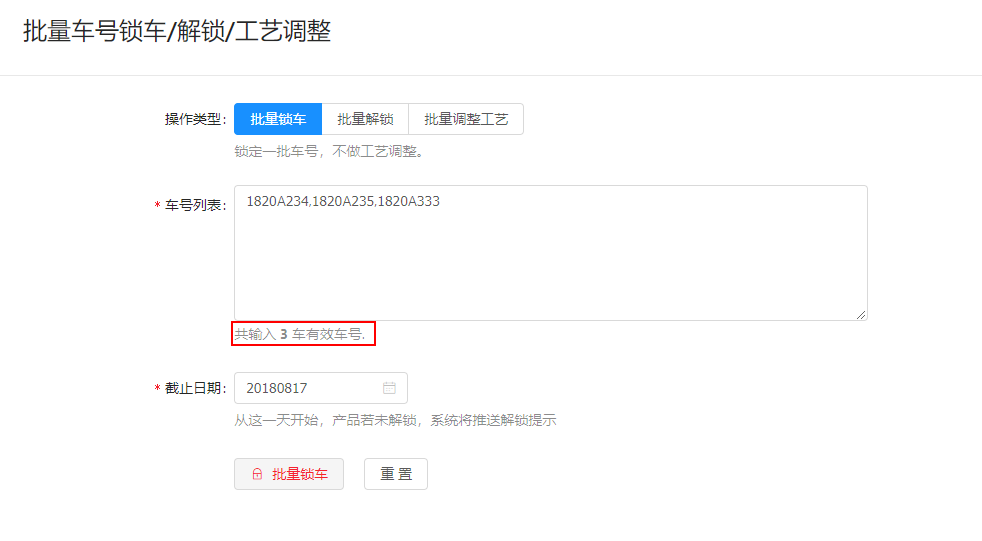 批量车号锁车/解锁/工艺调整
操作类型: 批量锁车 批量解锁 批量调整工艺
锁定一批车号，不做工艺调整。
* 车号列表: 1820A234,1820A235,1820A333
共输入 3 车有效车号.
* 截止日期: 20180817
从这一天开始，产品若未解锁，系统将推送解锁提示
批量锁车 重 置